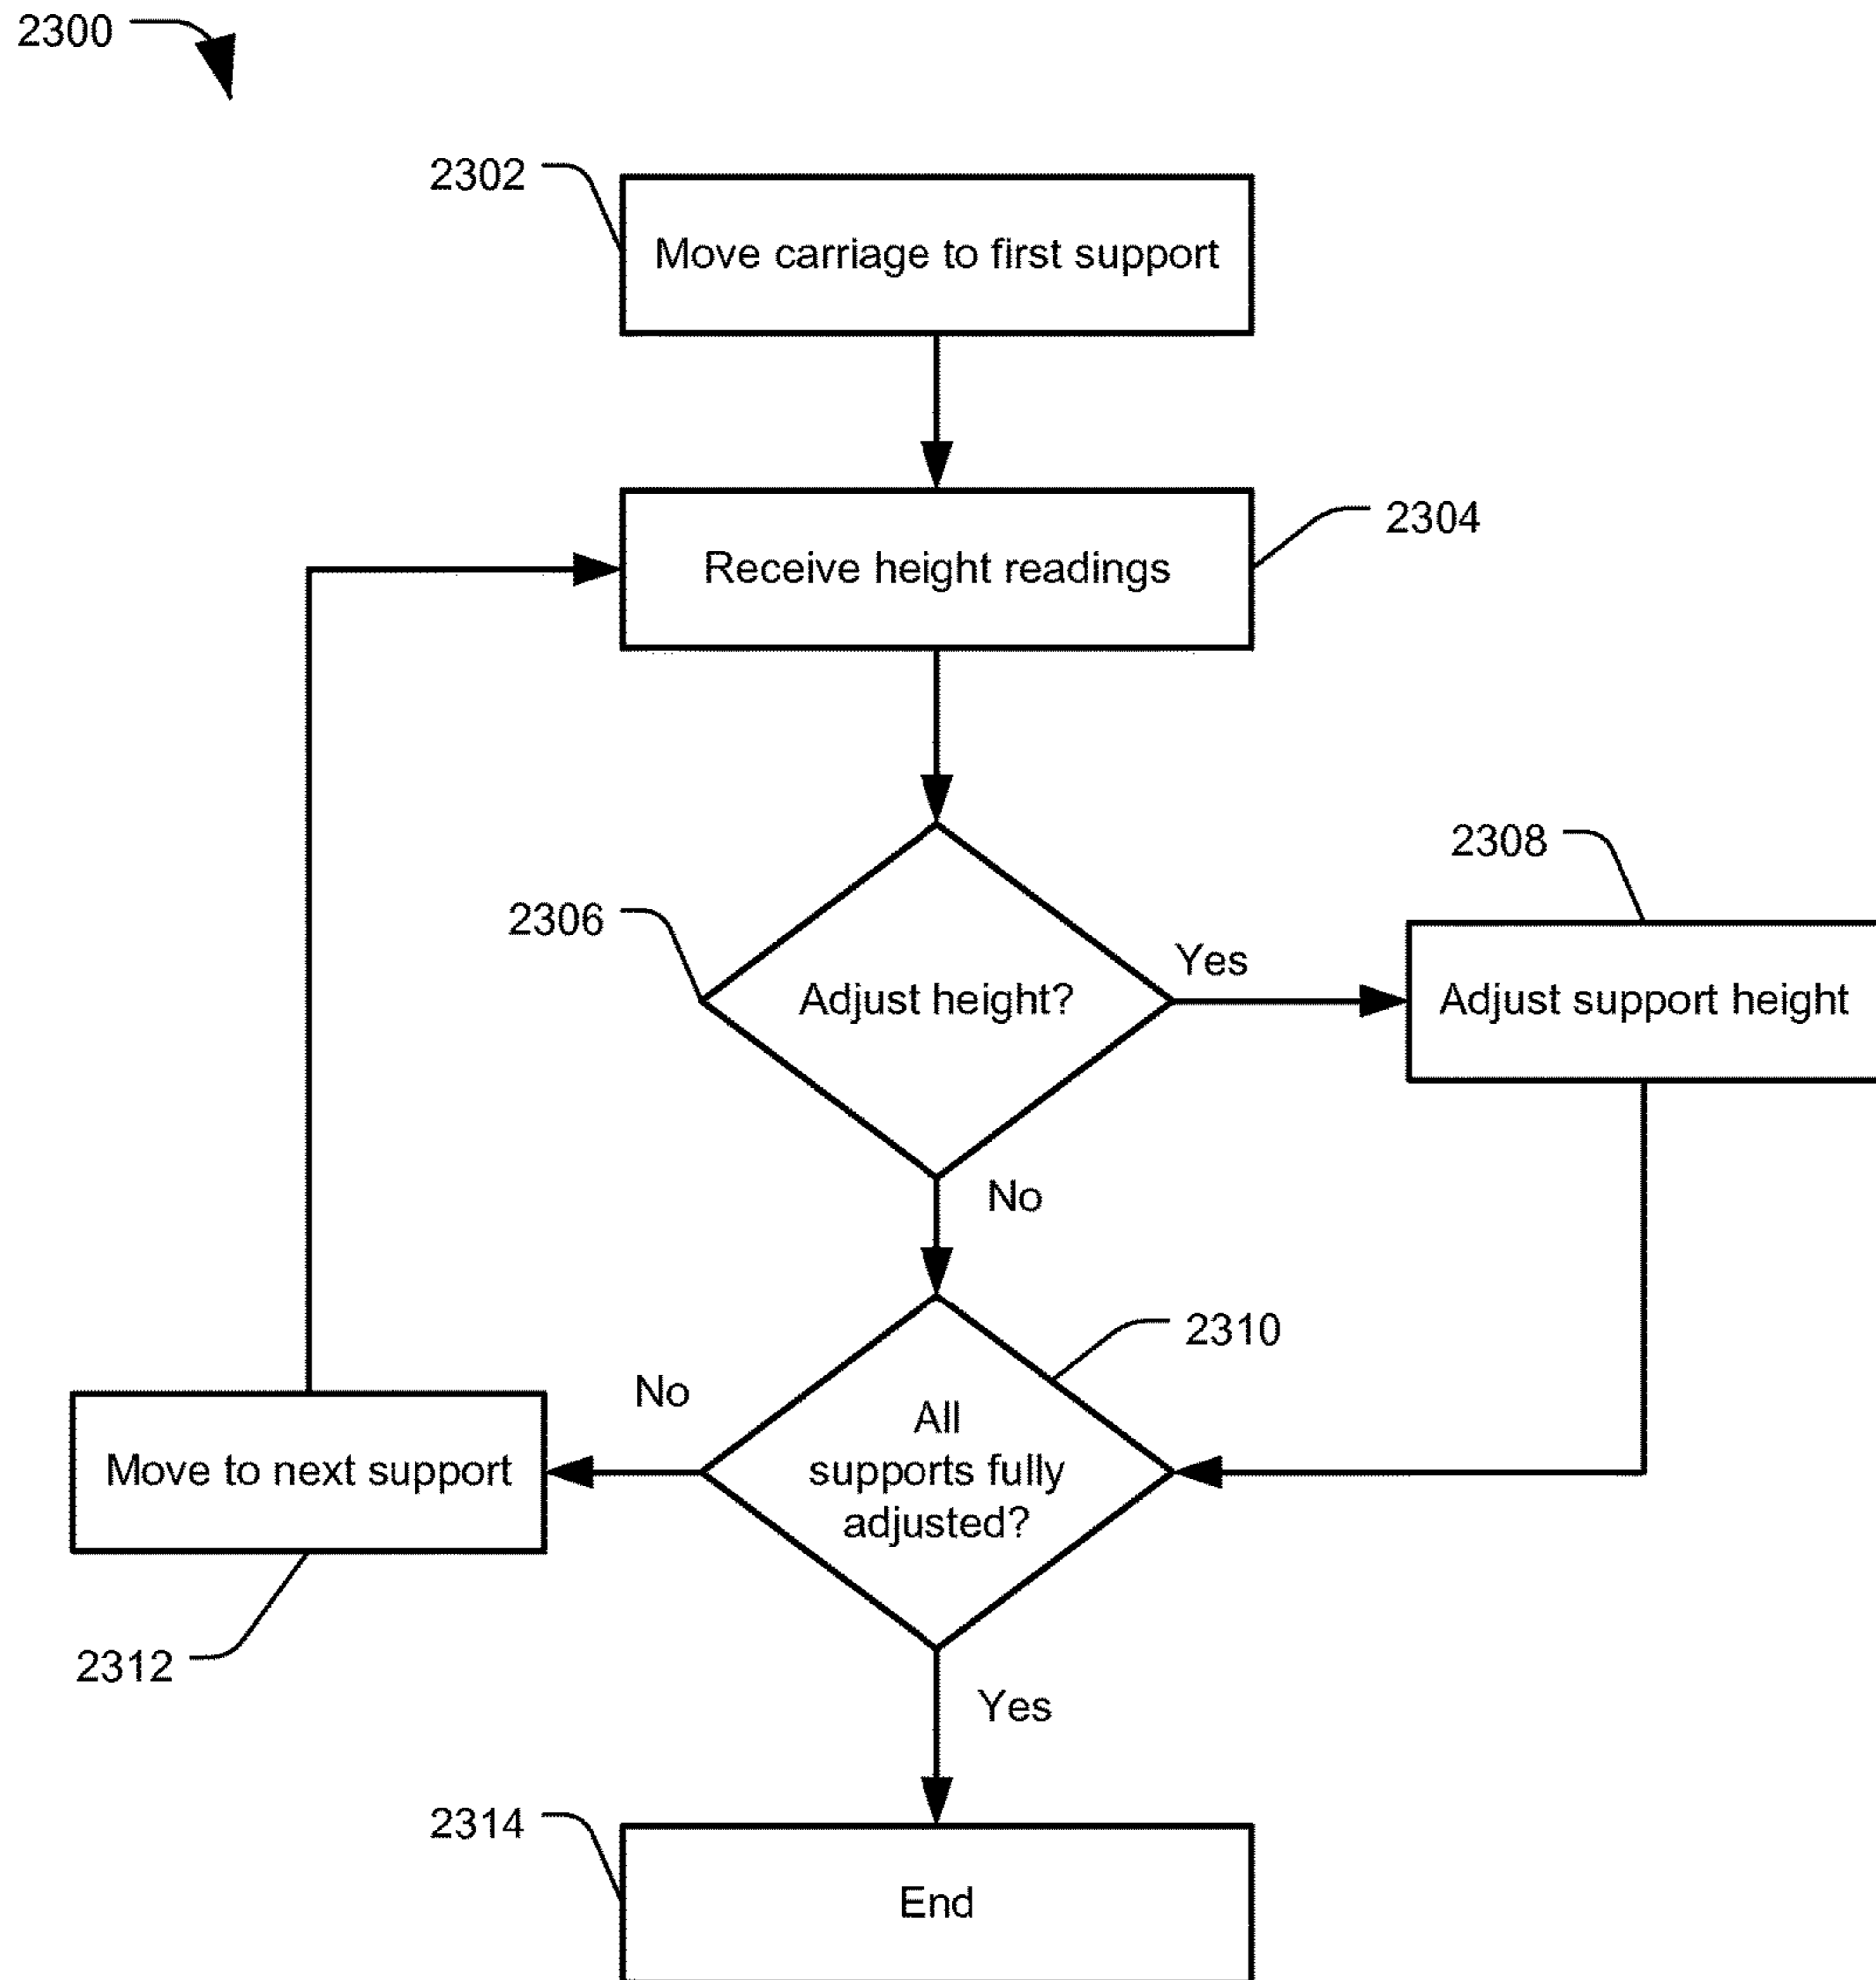 2300
2302
Move carriage to first support
2304
Receive height readings
2308
2306
Yes
Adjust height?
Adjust support height
No
2310
No
All
supports fully
adjusted?
Move to next support
2312
Yes
2314
End